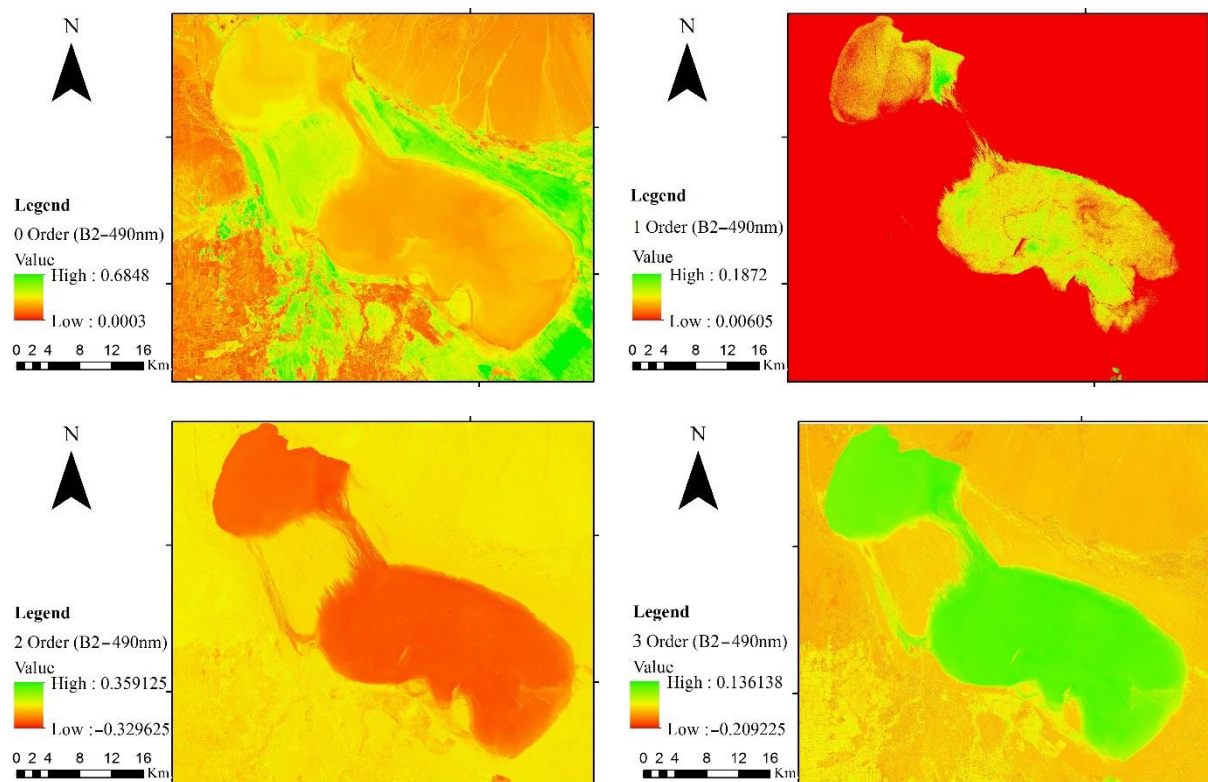 N
Legend
0 Order (B2-490nm)
Value
High : 0.6848
Low : 0.0003
0 2 4 8 12 16
Km
N
Legend
1 Order (B2-490nm)
Value
High : 0.1872
Low : 0.00605
0 2 4 8 12 16
Km
N
Legend
2 Order (B2-490nm)
Value
High : 0.359125
Low : -0.329625
0 2 4 8 12 16
Km
N
Legend
3 Order (B2-490nm)
Value
High : 0.136138
Low : -0.209225
0 2 4 8 12 16
Km